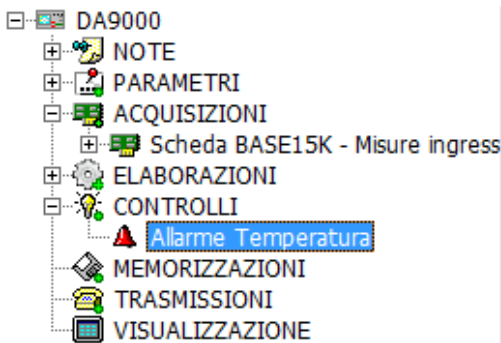 DA9000
NOTE
PARAMETRI
ACQUISIZIONI
Scheda BASE15K - Misure ingress
ELABORAZIONI
CONTROLLI
Allarme Temperatura
MEMORIZZAZIONI
TRASMISSIONI
VISUALIZZAZIONE